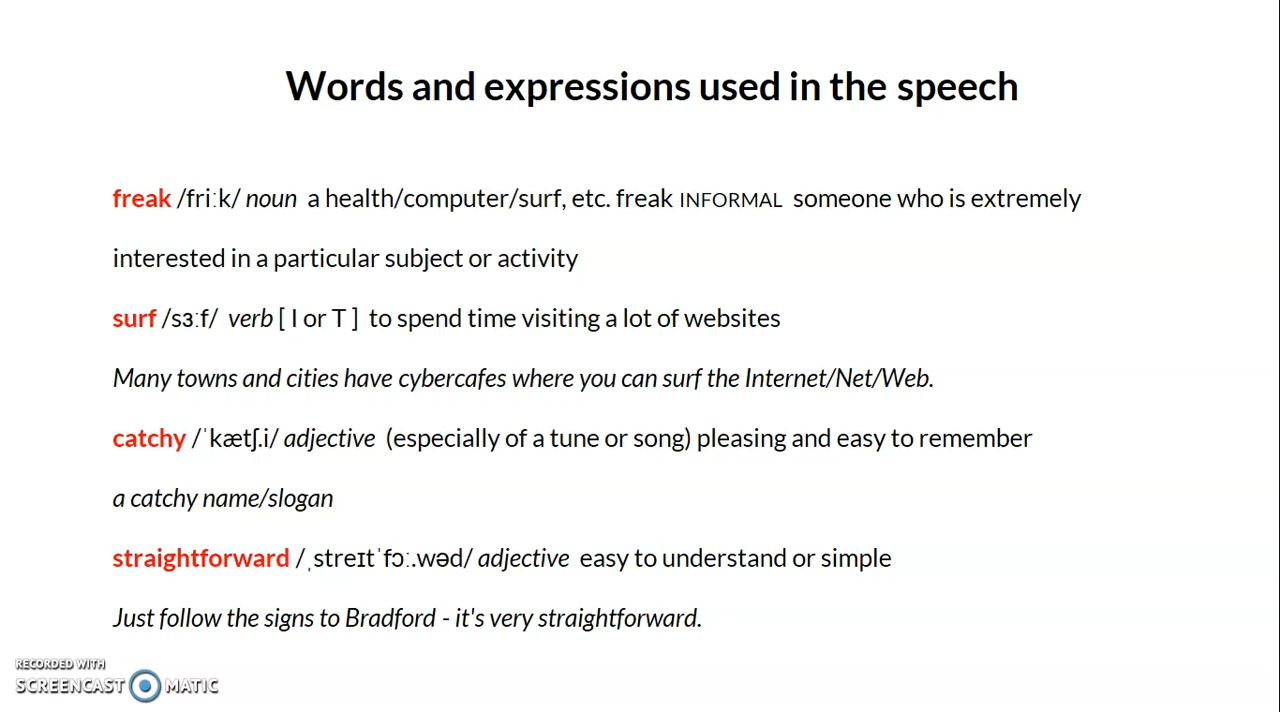 Words and expressions used in the speech
freak /friːk/ noun a health/computer/surf, etc. freak INFORMAL someone who is extremely
interested in a particular subject or activity
surf /sɜːf/ verb [ I or T ] to spend time visiting a lot of websites
Many towns and cities have cybercafes where you can surf the Internet/Net/Web.
catchy /ˈkætʃ.i/ adjective (especially of a tune or song) pleasing and easy to remember
a catchy name/slogan
straightforward /ˌstreɪtˈfɔː.wəd/ adjective easy to understand or simple
Just follow the signs to Bradford - it's very straightforward.
RECORDED WITH
SCREENCAST MATIC